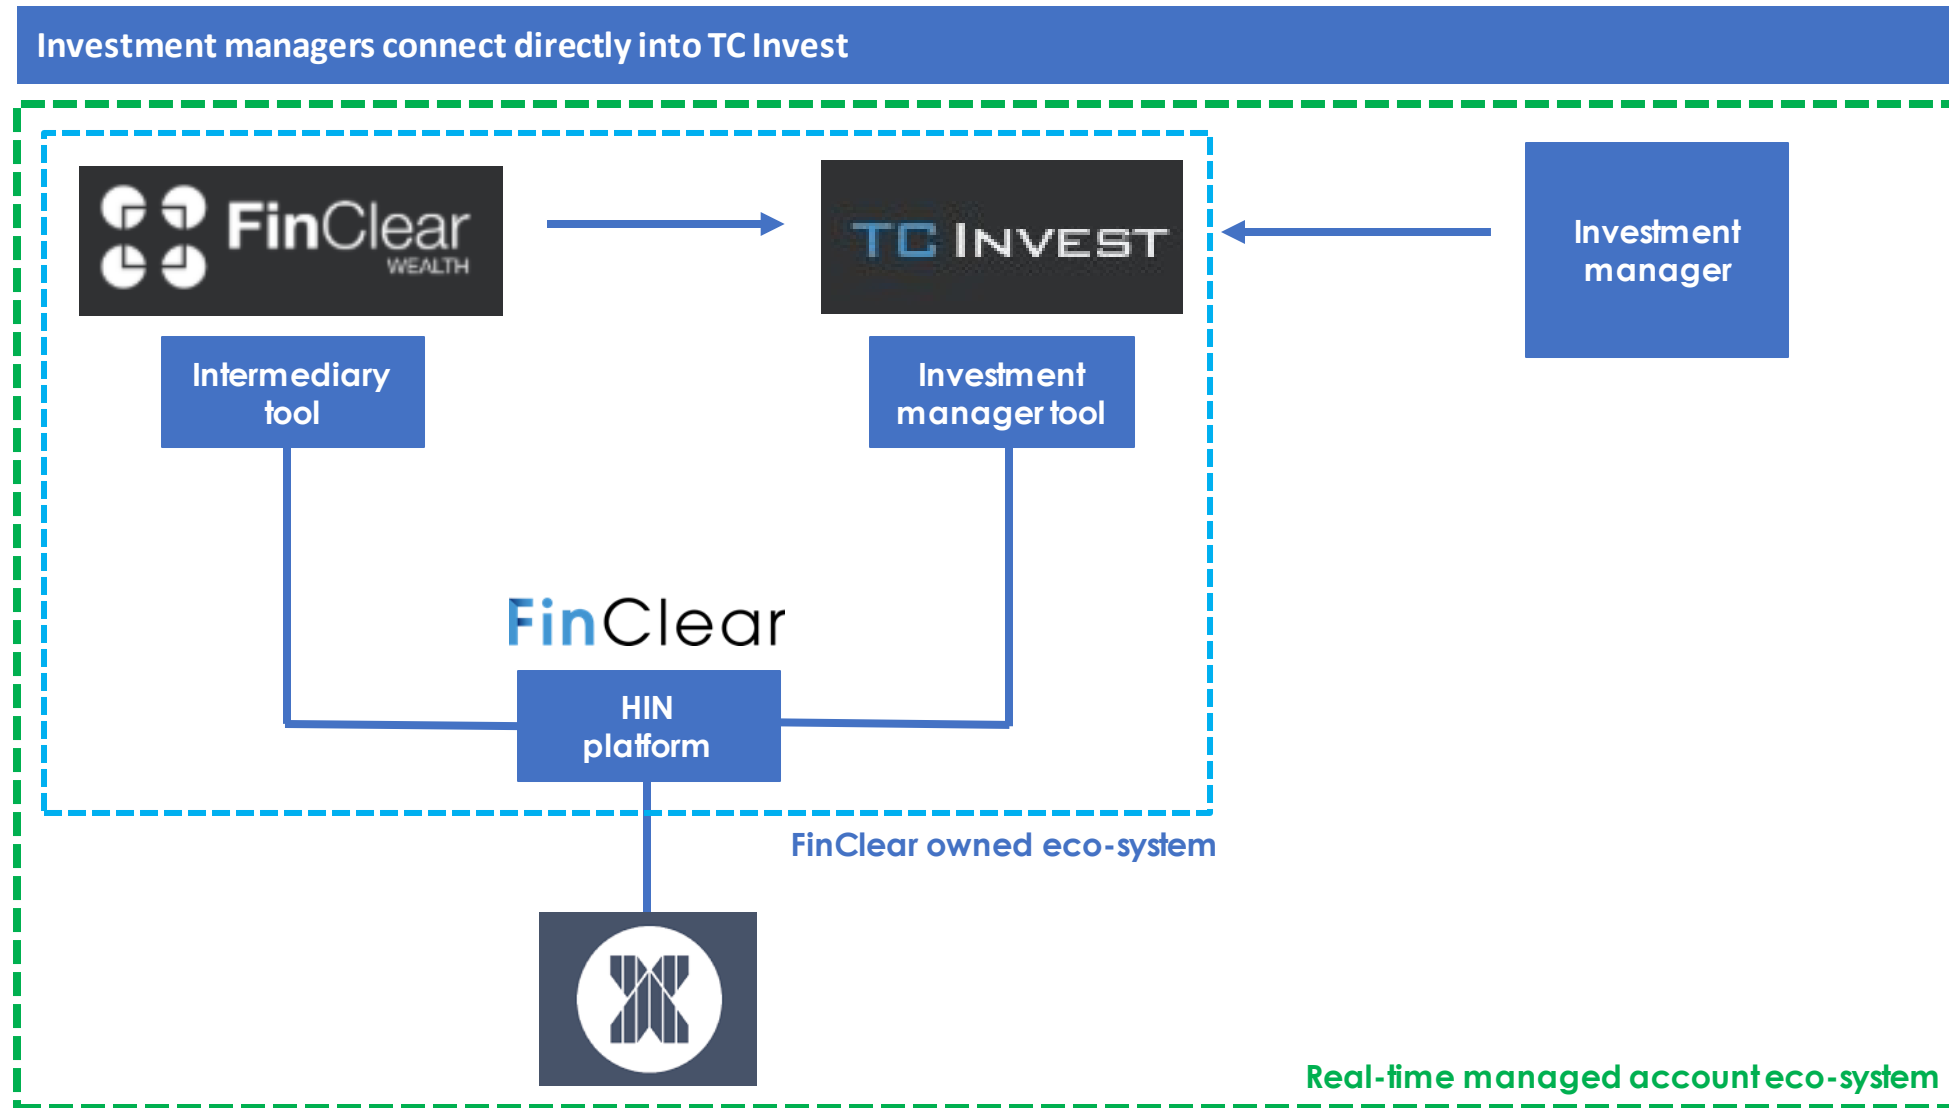 Investment managers connect directly into TC Invest
FinClear
WEALTH
TC INVEST
Investment
manager
Intermediary
tool
Investment
manager tool
FinClear
HIN
platform
FinClear owned eco-system
Real-time managed account eco-system